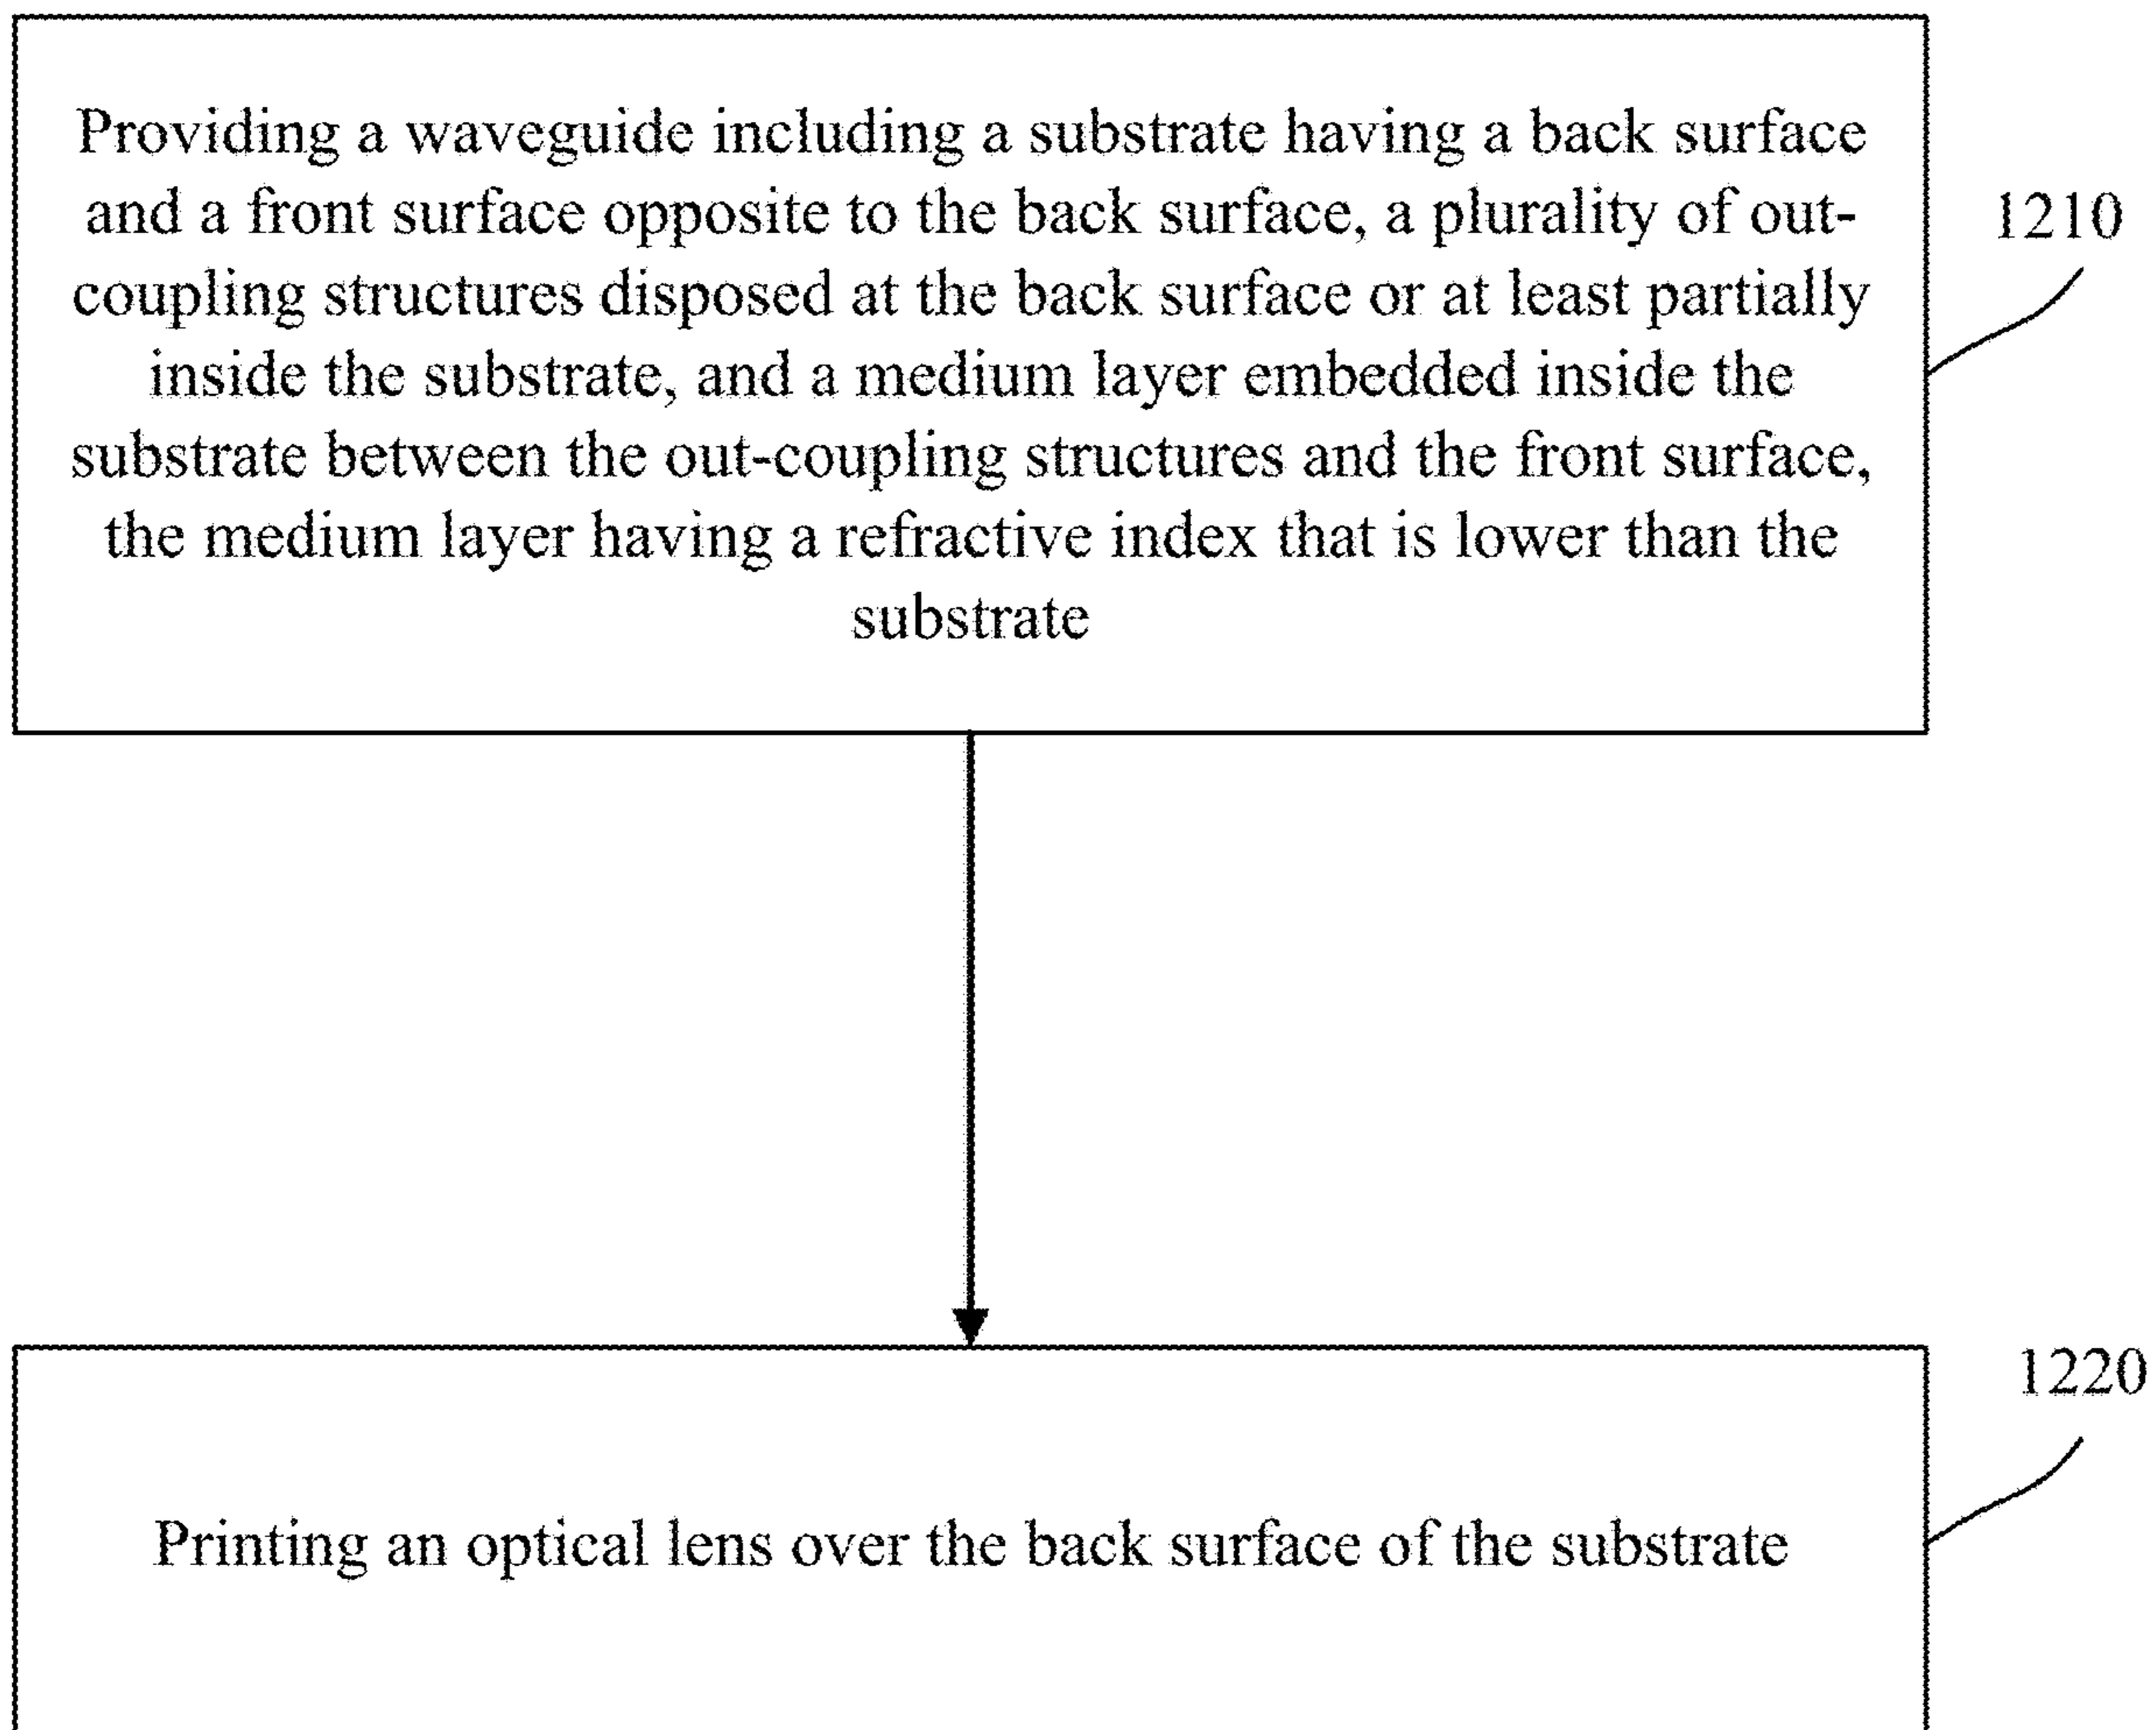 Providing a waveguide including a substrate having a back surface
and a front surface opposite to the back surface, a plurality of out-
coupling structures disposed at the back surface or at least partially
inside the substrate, and a medium layer embedded inside the
substrate between the out-coupling structures and the front surface,
the medium layer having a refractive index that is lower than the
substrate
1210
Printing an optical lens over the back surface of the substrate
1220